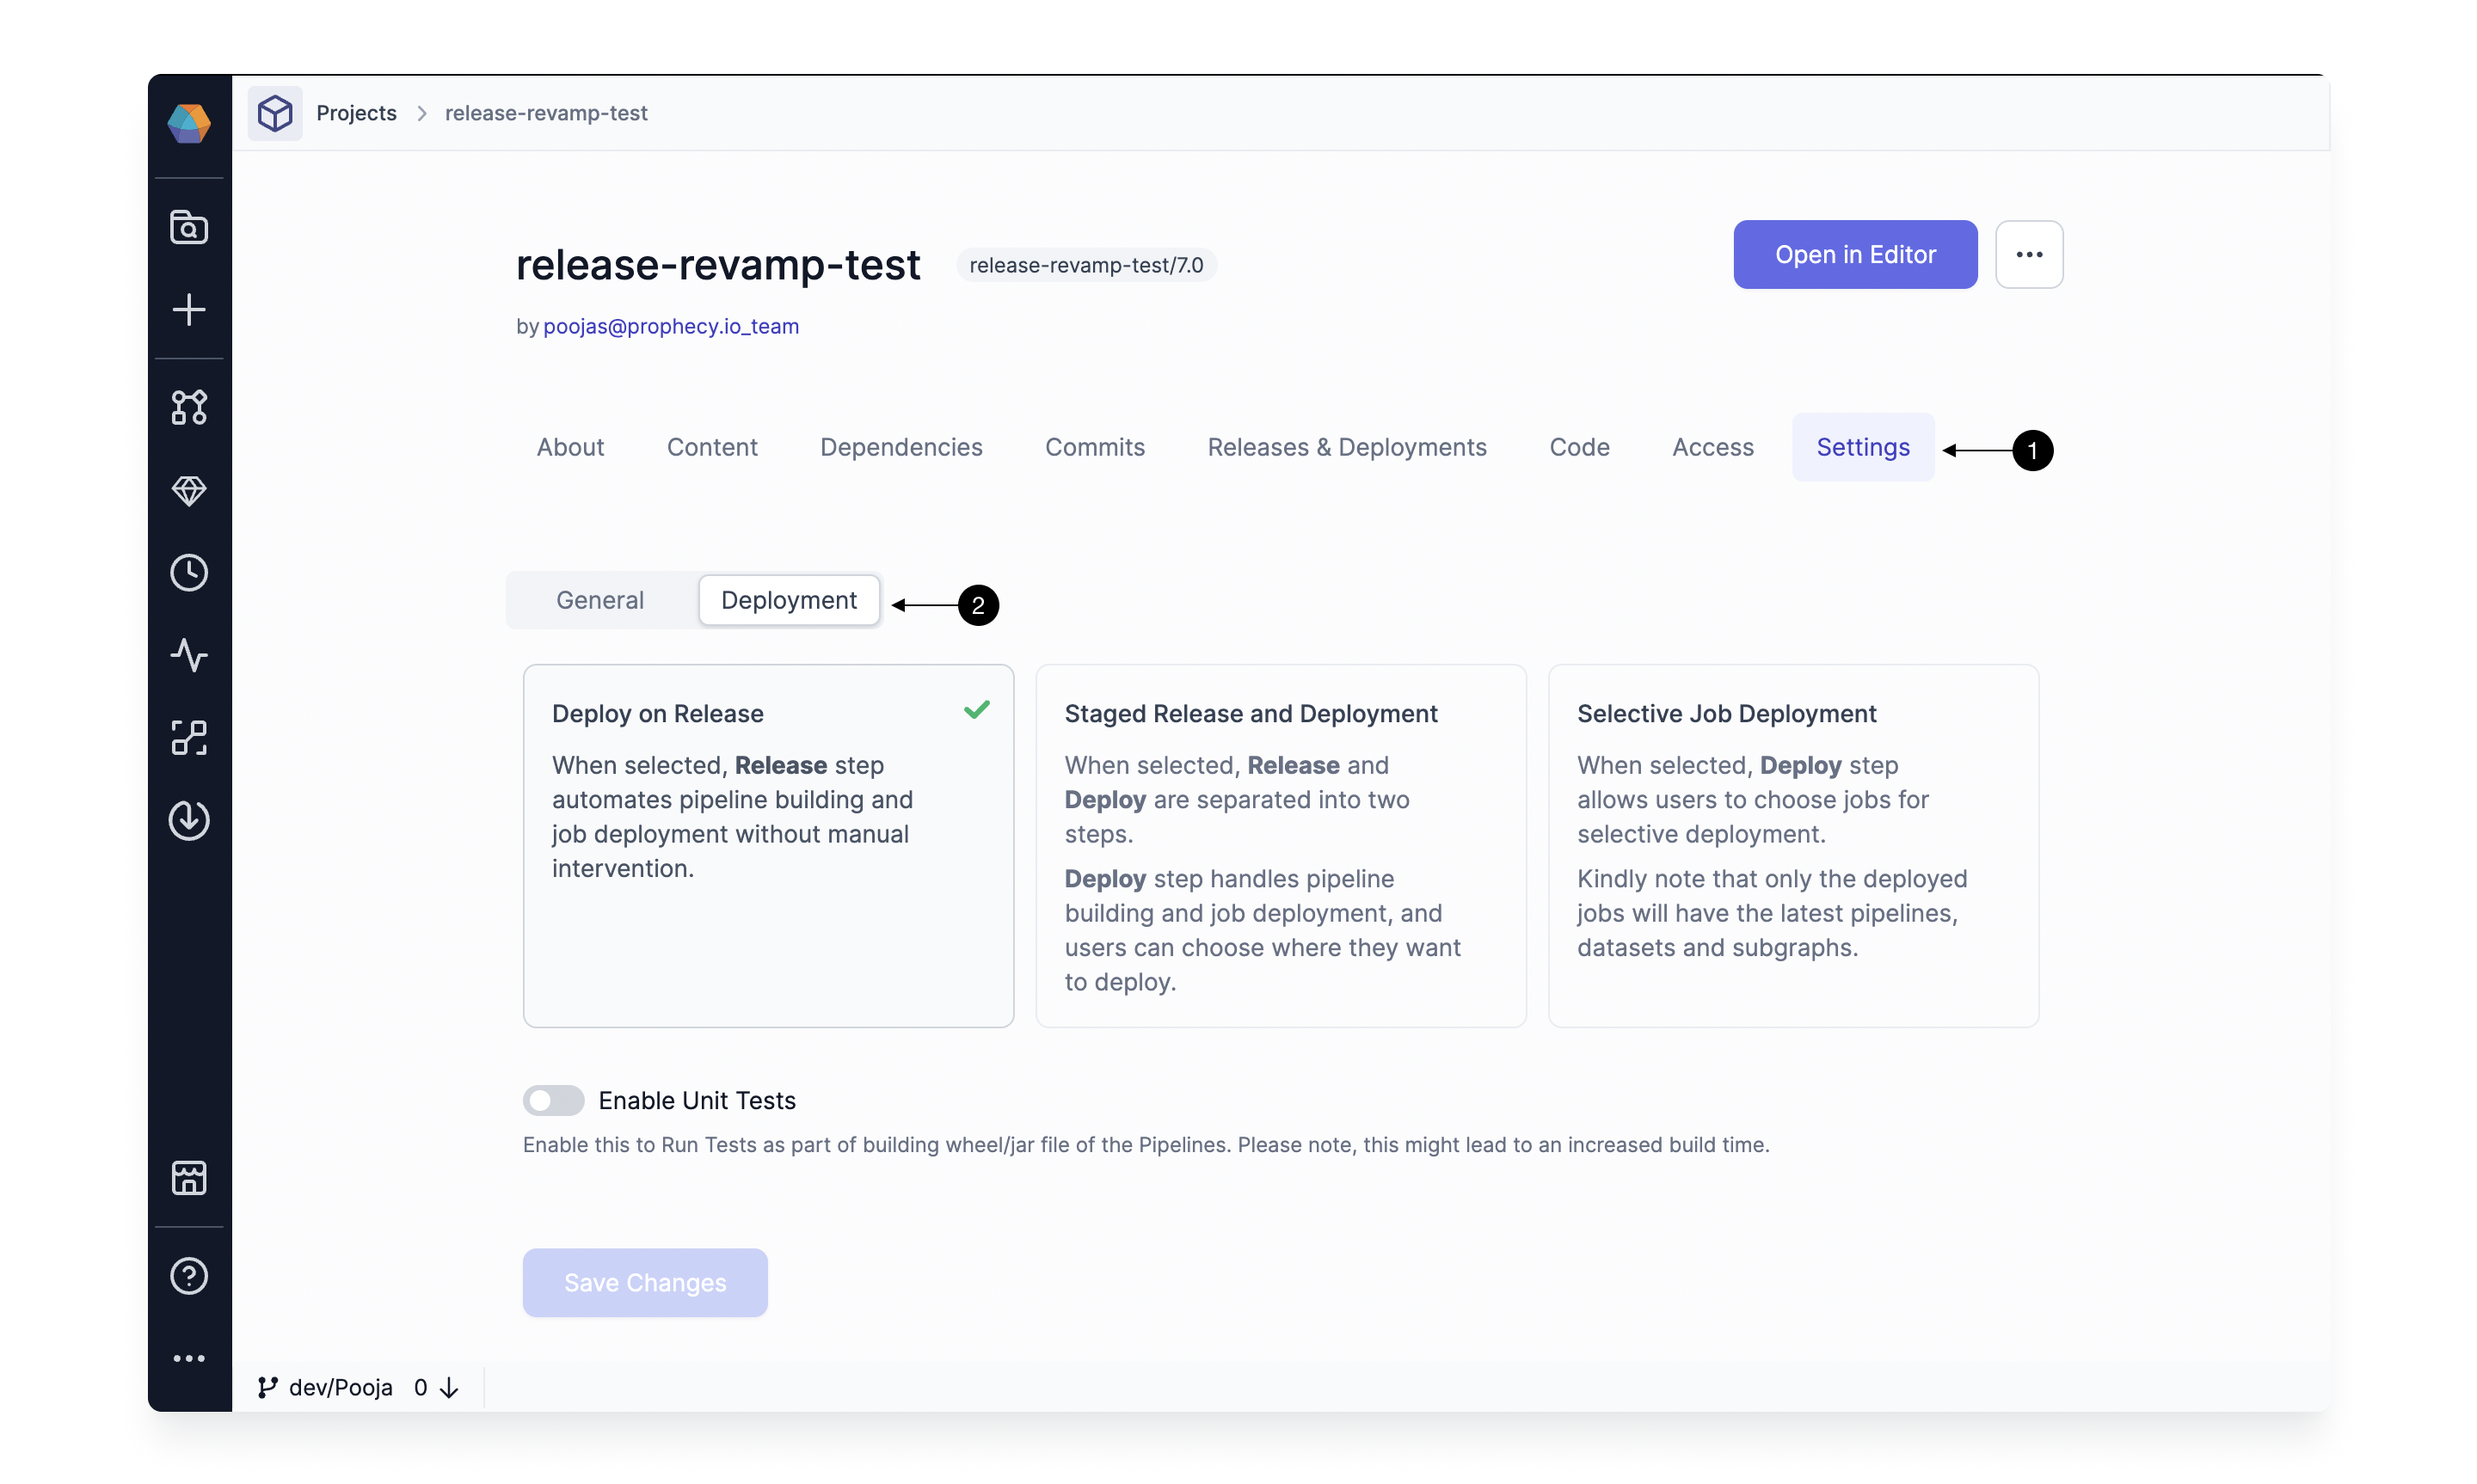 Projects > release-revamp-test
release-revamp-test release-revamp-test/7.0
Open in Editor
by poojas@prophecy.io_team
About Content Dependencies Commits Releases & Deployments Code Access Settings 1
General Deployment 2
Deploy on Release
When selected, Release step
automates pipeline building and
job deployment without manual
intervention.
Staged Release and Deployment
When selected, Release and
Deploy are separated into two
steps.
Deploy step handles pipeline
building and job deployment, and
users can choose where they want
to deploy.
Selective Job Deployment
When selected, Deploy step
allows users to choose jobs for
selective deployment.
Kindly note that only the deployed
jobs will have the latest pipelines,
datasets and subgraphs.
Enable Unit Tests
Enable this to Run Tests as part of building wheel/jar file of the Pipelines. Please note, this might lead to an increased build time.
Save Changes
dev/Pooja 0